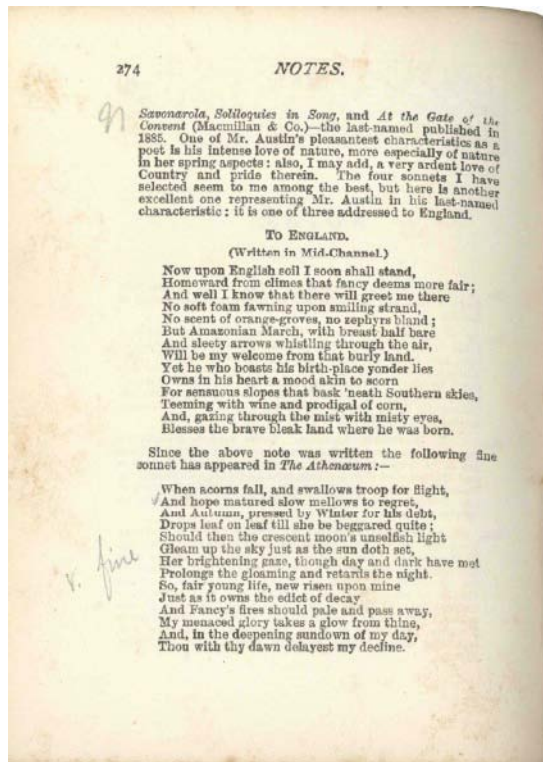 274 NOTES.
Savonarola, Soliloquies in Song, and At the Gate of the
Convent (Macmillan & Co.)—the last-named published in
1885. One of Mr. Austin's pleasantest characteristics as a
poet is his intense love of nature, more especially of nature
in her spring aspects: also, I may add, a very ardent love of
Country and pride therein. The four sonnets I have
selected seem to me among the best, but here is another
excellent one representing Mr. Austin in his last-named
characteristic; it is one of three addressed to England.
TO ENGLAND.
(Written in Mid-Channel.)
Now upon English soil I soon shall stand,
Homeward from climes that fancy deems more fair;
And well I know that there will greet me there
No soft foam fawning upon smiling strand,
No scent of orange-groves, no zephyrs bland;
But Amazonian March, with breast half bare
And sleety arrows whistling through the air,
Will be my welcome from that burly land.
Yet he who boasts his birth-place yonder lies
Owns in his heart a mood akin to scorn
For sensuous slopes that bask 'neath Southern skies,
Teeming with wine and prodigal of corn,
And, gazing through the mist with misty eyes,
Blesses the brave bleak land where he was born.
Since the above note was written the following fine
sonnet has appeared in The Athenæum:—
When acorns fall, and swallows troop for flight,
And hope matured slow mellows to regret,
And Autumn, pressed by Winter for his debt,
Drops leaf on leaf till she be beggared quite;
Should then the crescent moon's unselfish light
Gleam up the sky just as the sun doth set,
Her brightening gaze, though day and dark have met
Prolongs the gloaming and retards the night.
So, fair young life, new risen upon mine
Just as it owns the edict of decay
And Fancy's fires should pale and pass away,
My menaced glory takes a glow from thine,
And, in the deepening sundown of my day,
Thou with thy dawn delayest my decline.
v. fine